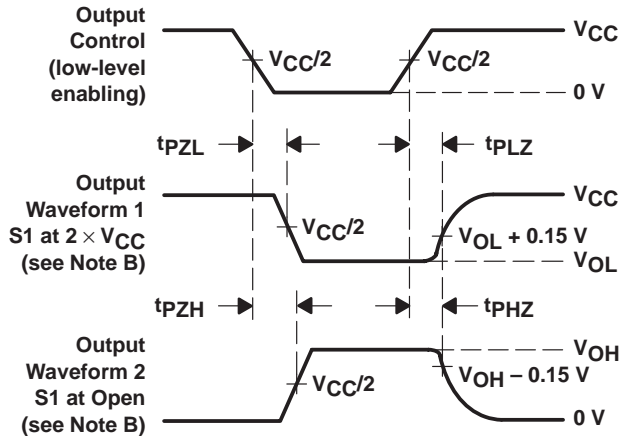 Output
Control
(low-level
enabling)
VCC
VCC/2
VCC/2
0 V
tPZL
tPLZ
Output
Waveform 1
S1 at 2 × VCC
(see Note B)
VCC
VCC/2
VOL + 0.15 V
VOL
tPZH
tPHZ
Output
Waveform 2
S1 at Open
(see Note B)
VOH
VCC/2
VOH – 0.15 V
0 V